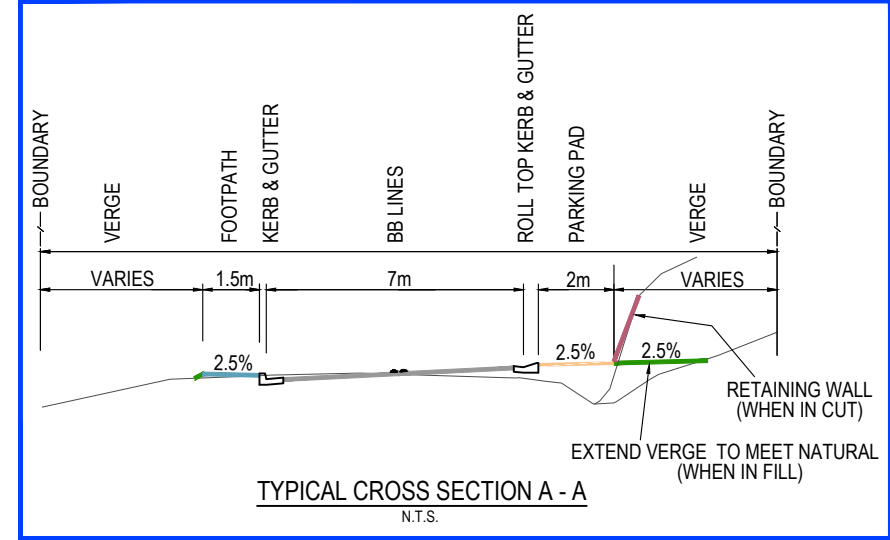 BOUNDARY
VERGE
FOOTPATH
KERB & GUTTER
BB LINES
ROLL TOP KERB & GUTTER
PARKING PAD
VERGE
BOUNDARY
VARIES
1.5m
7m
2m
VARIES
2.5%
2.5%
2.5%
RETAINING WALL
(WHEN IN CUT)
EXTEND VERGE TO MEET NATURAL
(WHEN IN FILL)
TYPICAL CROSS SECTION A - A
N.T.S.